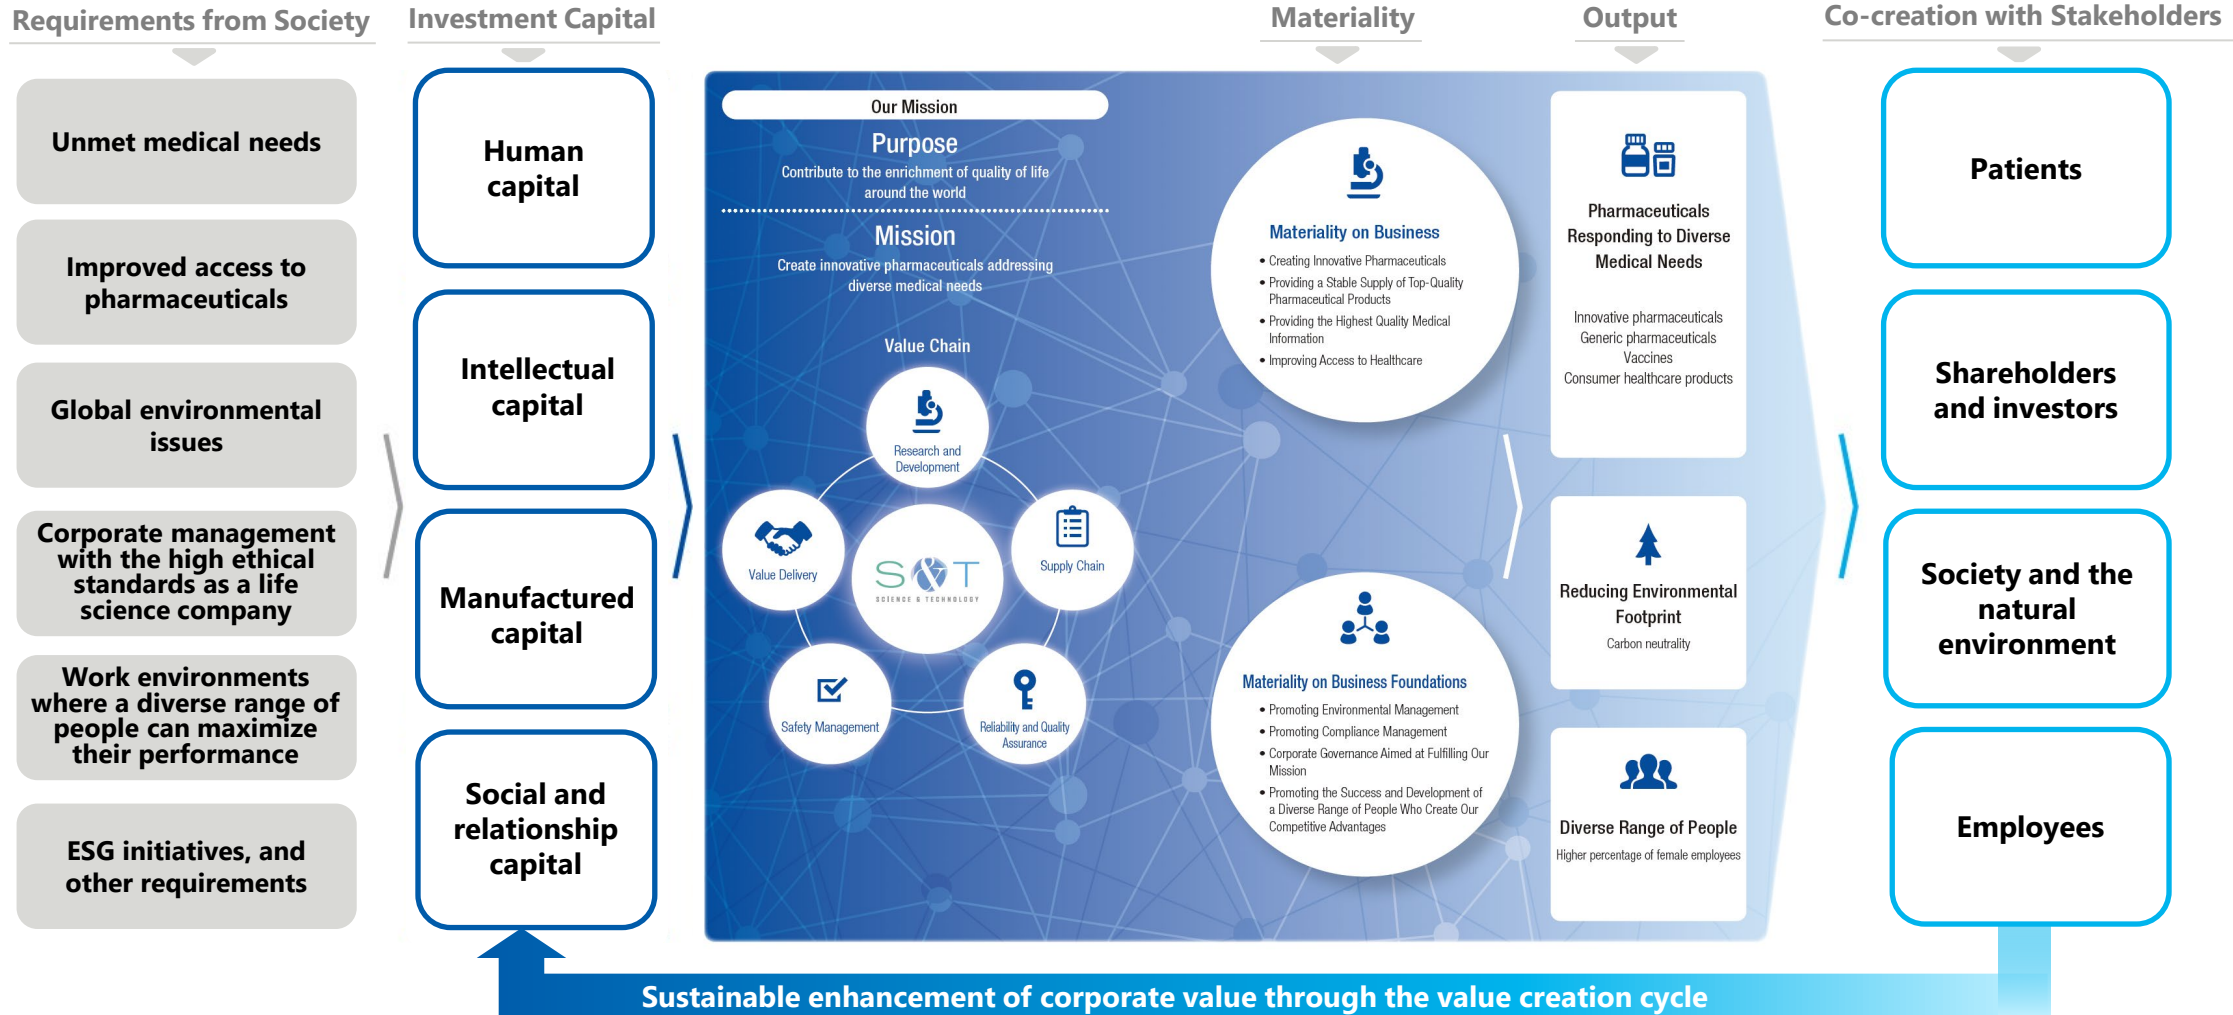 Requirements from Society
Unmet medical needs
Improved access to
pharmaceuticals
Global environmental
issues
Corporate management
with the high ethical
standards as a life
science company
Work environments
where a diverse range of
people can maximize
their performance
ESG initiatives, and
other requirements
Investment Capital
Human
capital
Intellectual
capital
Manufactured
capital
Social and
relationship
capital
Our Mission
Purpose
Contribute to the enrichment of quality of life
around the world
Mission
Create innovative pharmaceuticals addressing
diverse medical needs
Value Chain
Research and
Development
Value Delivery
S&T
SCIENCE & TECHNOLOGY
Supply Chain
Safety Management
Reliability and Quality
Assurance
Materiality
Materiality on Business
• Creating Innovative Pharmaceuticals
• Providing a Stable Supply of Top-Quality
Pharmaceutical Products
• Providing the Highest Quality Medical
Information
• Improving Access to Healthcare
Materiality on Business Foundations
• Promoting Environmental Management
• Promoting Compliance Management
• Corporate Governance Aimed at Fulfilling Our
Mission
• Promoting the Success and Development of
a Diverse Range of People Who Create Our
Competitive Advantages
Output
Pharmaceuticals
Responding to Diverse
Medical Needs
Innovative pharmaceuticals
Generic pharmaceuticals
Vaccines
Consumer healthcare products
Reducing Environmental
Footprint
Carbon neutrality
Diverse Range of People
Higher percentage of female employees
Co-creation with Stakeholders
Patients
Shareholders
and investors
Society and the
natural
environment
Employees
Sustainable enhancement of corporate value through the value creation cycle